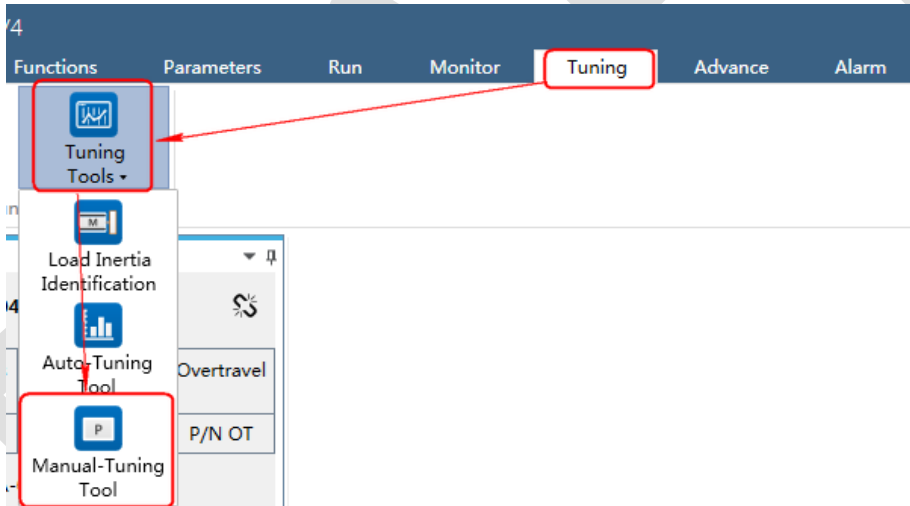 V4
Functions Parameters Run Monitor Tuning Advance Alarm
Tuning
Tools
M
Load Inertia
Identification
04
Auto-Tuning
Tool
Overtravel
P
P/N OT
Manual-Tuning
Tool